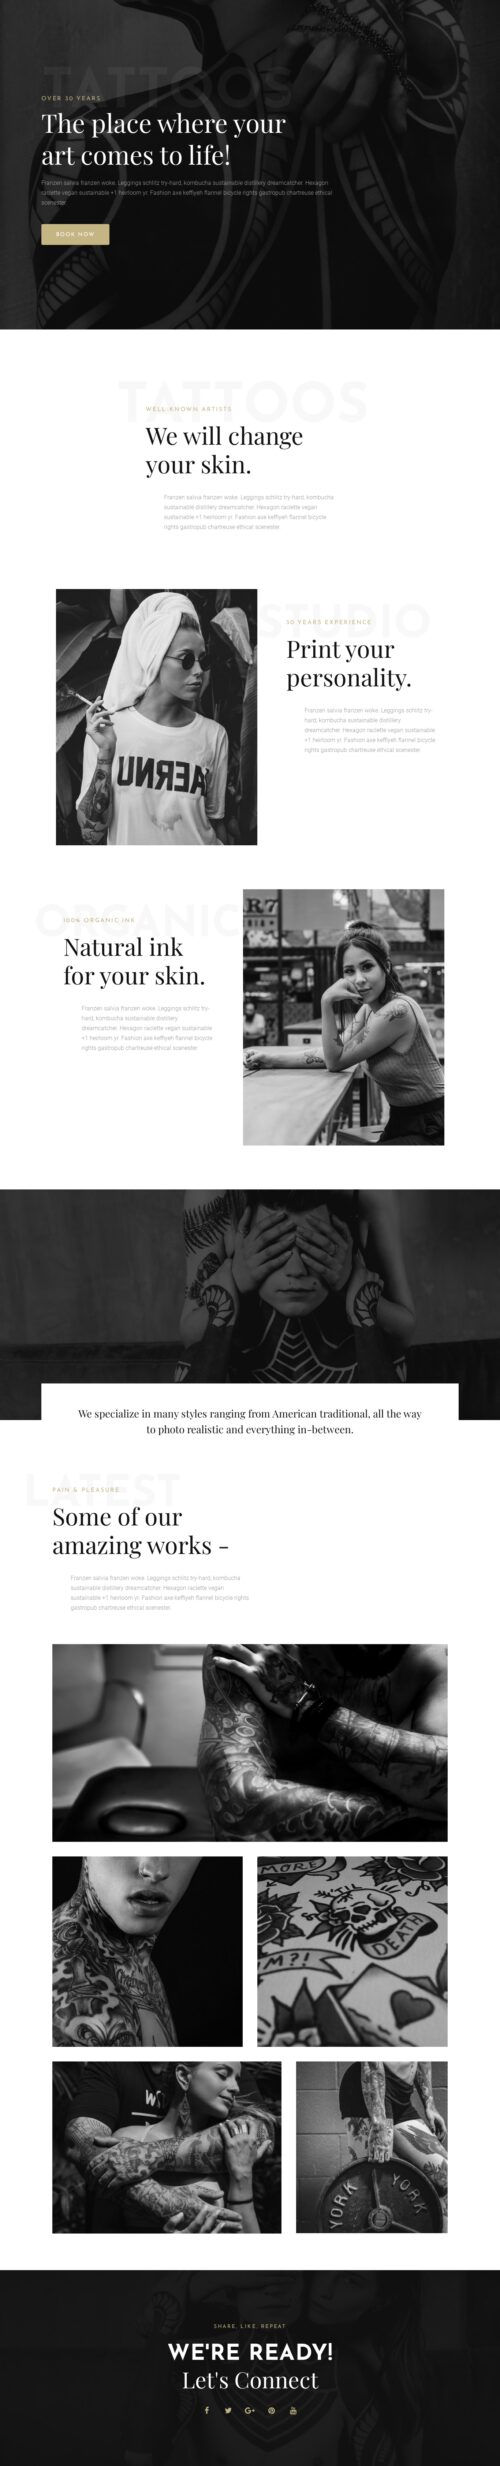 TATTOOS
OVER 30 YEARS
The place where your
art comes to life!
Franzen salvia franzen woke. Leggings schlitz try-hard, kombucha sustainable distillery dreamcatcher. Hexagon
raclette vegan sustainable +1 heirloom yr. Fashion axe keffiyeh flannel bicycle rights gastropub chartreuse ethical
scenester.
BOOK NOW
TATTOOS
WELL KNOWN ARTISTS
We will change
your skin.
Franzen salvia franzen woke. Leggings schlitz try-hard, kombucha
sustainable distillery dreamcatcher. Hexagon raclette vegan
sustainable +1 heirloom yr. Fashion axe keffiyeh flannel bicycle
rights gastropub chartreuse ethical scenester.
STUDIO
30 YEARS EXPERIENCE
Print your
personality.
Franzen salvia franzen woke. Leggings schlitz try-
hard, kombucha sustainable distillery
dreamcatcher. Hexagon raclette vegan sustainable
+1 heirloom yr. Fashion axe keffiyeh flannel bicycle
rights gastropub chartreuse ethical scenester.
ORGANIC
100% ORGANIC INK
Natural ink
for your skin.
Franzen salvia franzen woke. Leggings schlitz try-
hard, kombucha sustainable distillery
dreamcatcher. Hexagon raclette vegan sustainable
+1 heirloom yr. Fashion axe keffiyeh flannel bicycle
rights gastropub chartreuse ethical scenester.
R7
We specialize in many styles ranging from American traditional, all the way
to photo realistic and everything in-between.
LATEST
PAIN & PLEASURE
Some of our
amazing works -
Franzen salvia franzen woke. Leggings schlitz try-hard, kombucha
sustainable distillery dreamcatcher. Hexagon raclette vegan
sustainable +1 heirloom yr. Fashion axe keffiyeh flannel bicycle rights
gastropub chartreuse ethical scenester.
MORE
'TIL
DEATH
M?!
WS
YORK YORK
SHARE, LIKE, REPEAT
WE'RE READY!
Let's Connect